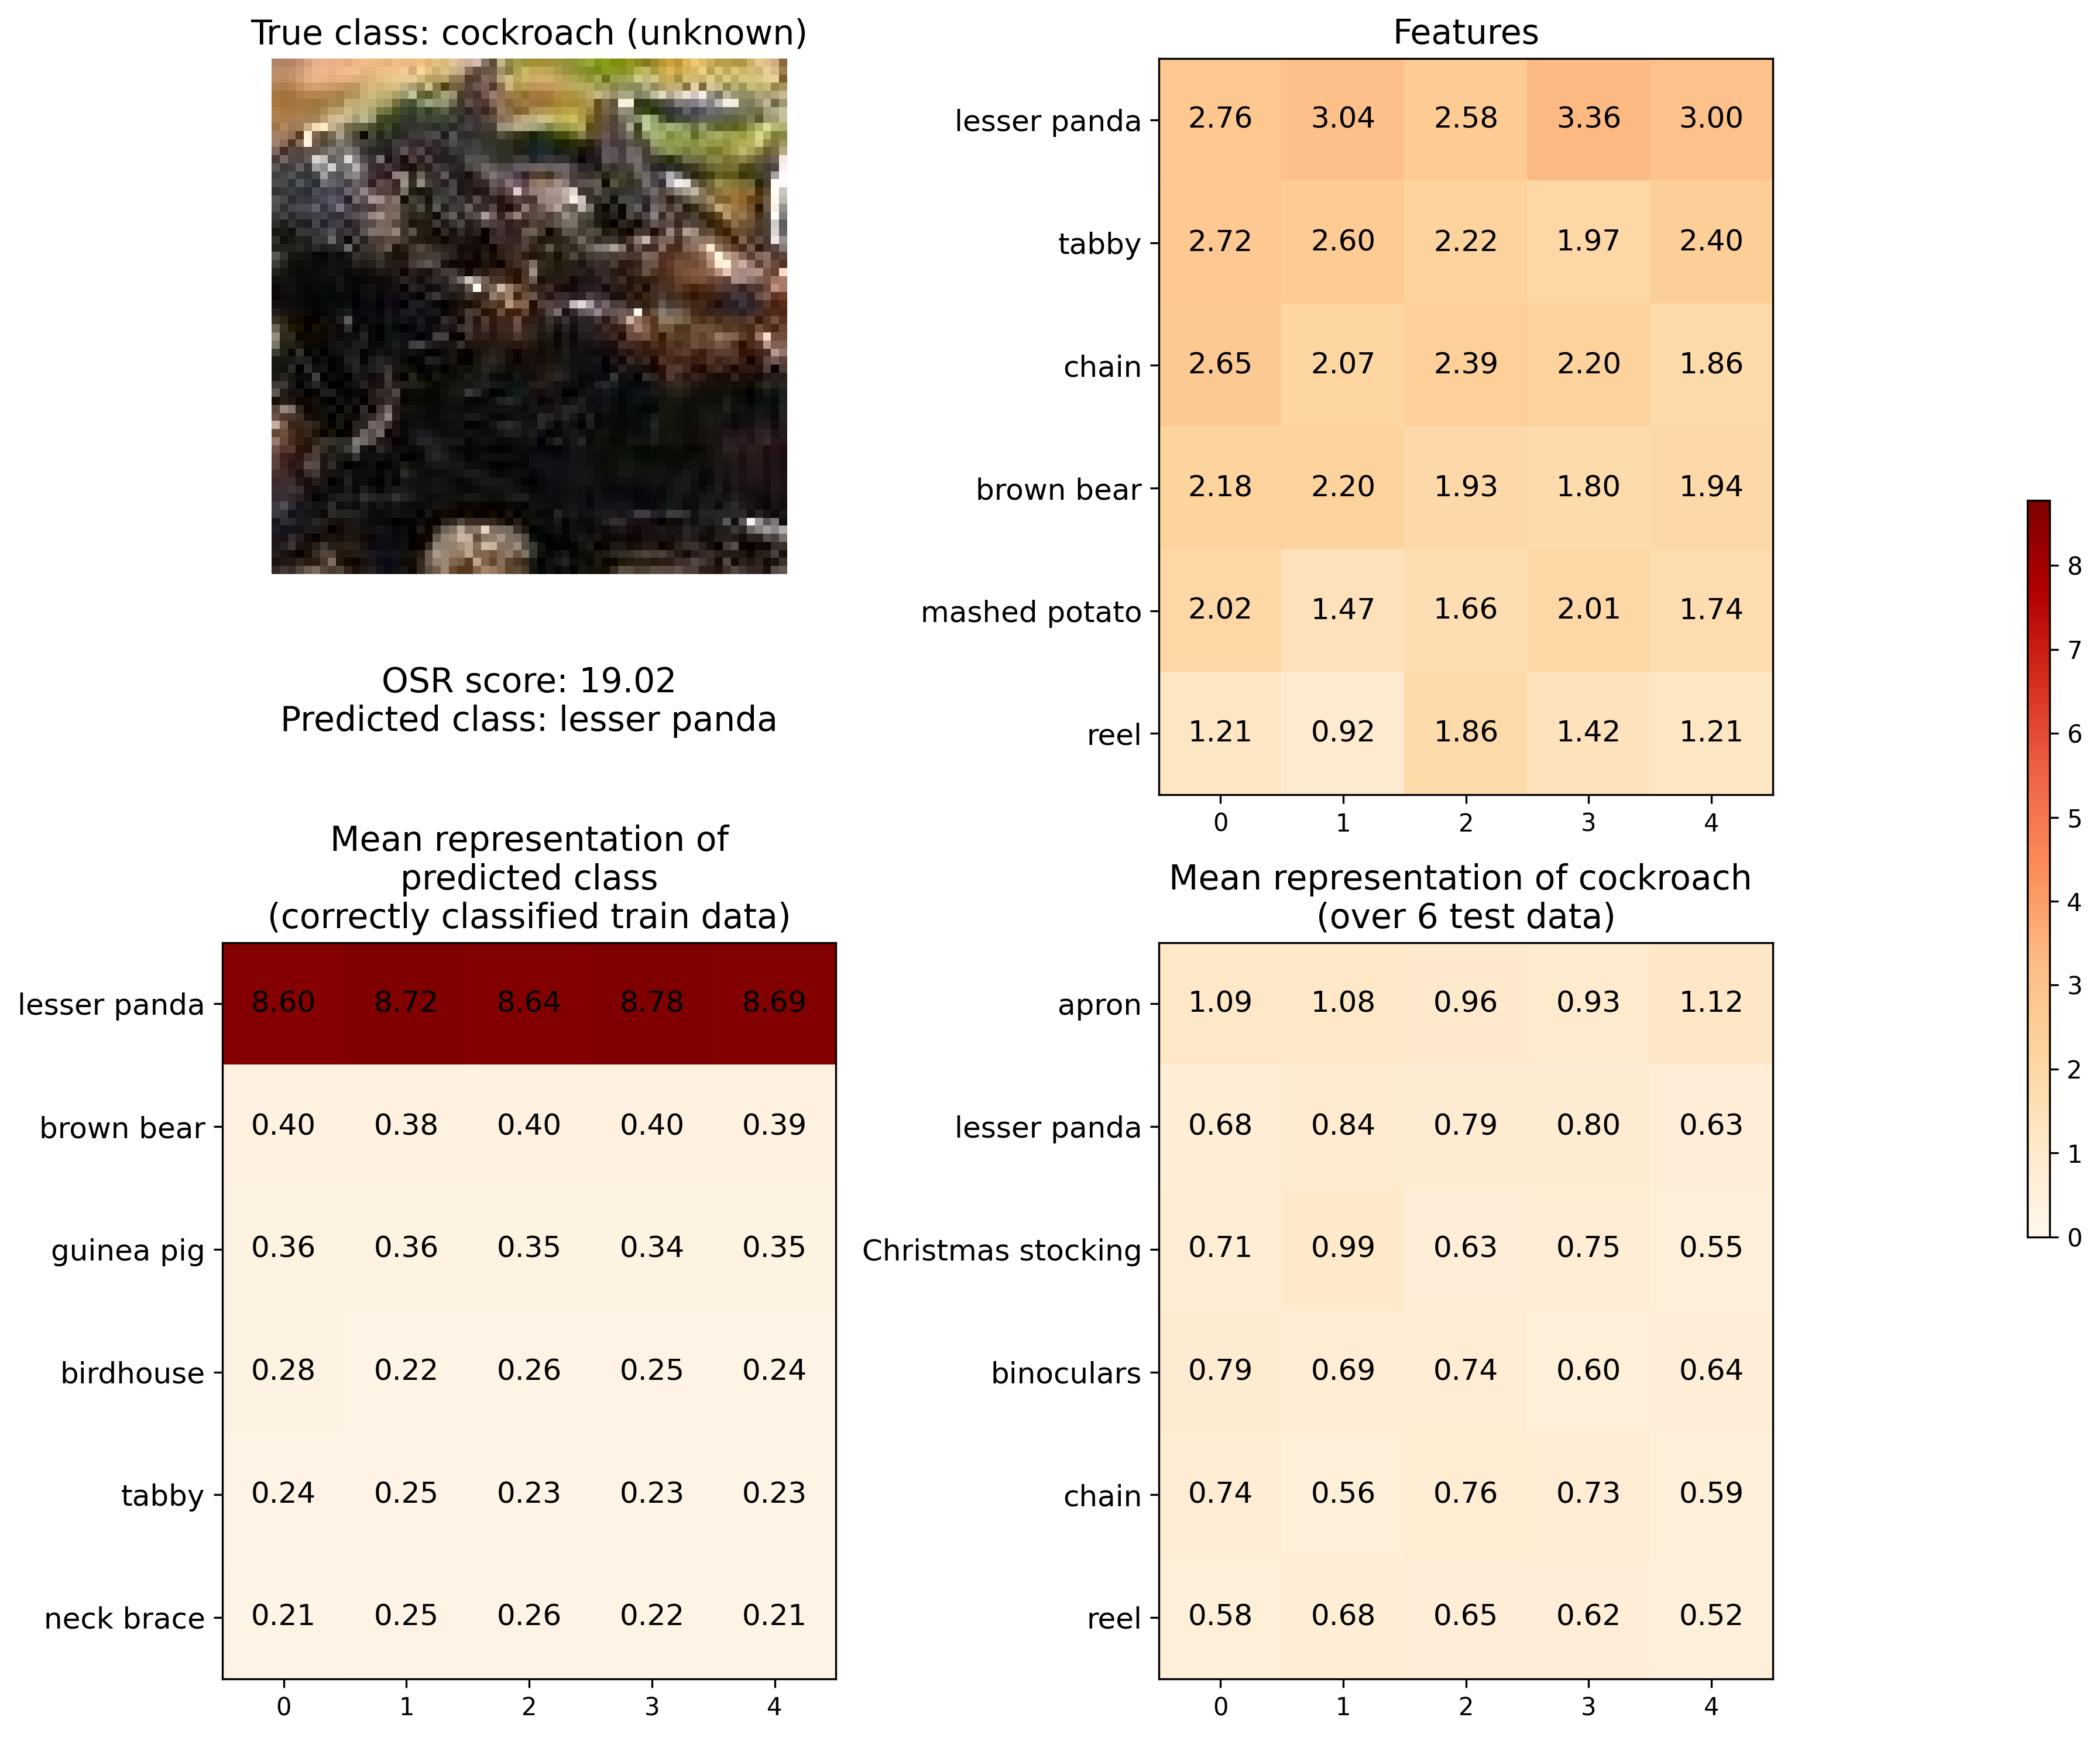 True class: cockroach (unknown)
OSR score: 19.02
Predicted class: lesser panda
Features
lesser panda 2.76 3.04 2.58 3.36 3.00
tabby 2.72 2.60 2.22 1.97 2.40
chain 2.65 2.07 2.39 2.20 1.86
brown bear 2.18 2.20 1.93 1.80 1.94
mashed potato 2.02 1.47 1.66 2.01 1.74
reel 1.21 0.92 1.86 1.42 1.21
0 1 2 3 4
Mean representation of
predicted class
(correctly classified train data)
lesser panda 8.60 8.72 8.64 8.78 8.69
brown bear 0.40 0.38 0.40 0.40 0.39
guinea pig 0.36 0.36 0.35 0.34 0.35
birdhouse 0.28 0.22 0.26 0.25 0.24
tabby 0.24 0.25 0.23 0.23 0.23
neck brace 0.21 0.25 0.26 0.22 0.21
0 1 2 3 4
Mean representation of cockroach
(over 6 test data)
apron 1.09 1.08 0.96 0.93 1.12
lesser panda 0.68 0.84 0.79 0.80 0.63
Christmas stocking 0.71 0.99 0.63 0.75 0.55
binoculars 0.79 0.69 0.74 0.60 0.64
chain 0.74 0.56 0.76 0.73 0.59
reel 0.58 0.68 0.65 0.62 0.52
0 1 2 3 4
8
7
6
5
4
3
2
1
0